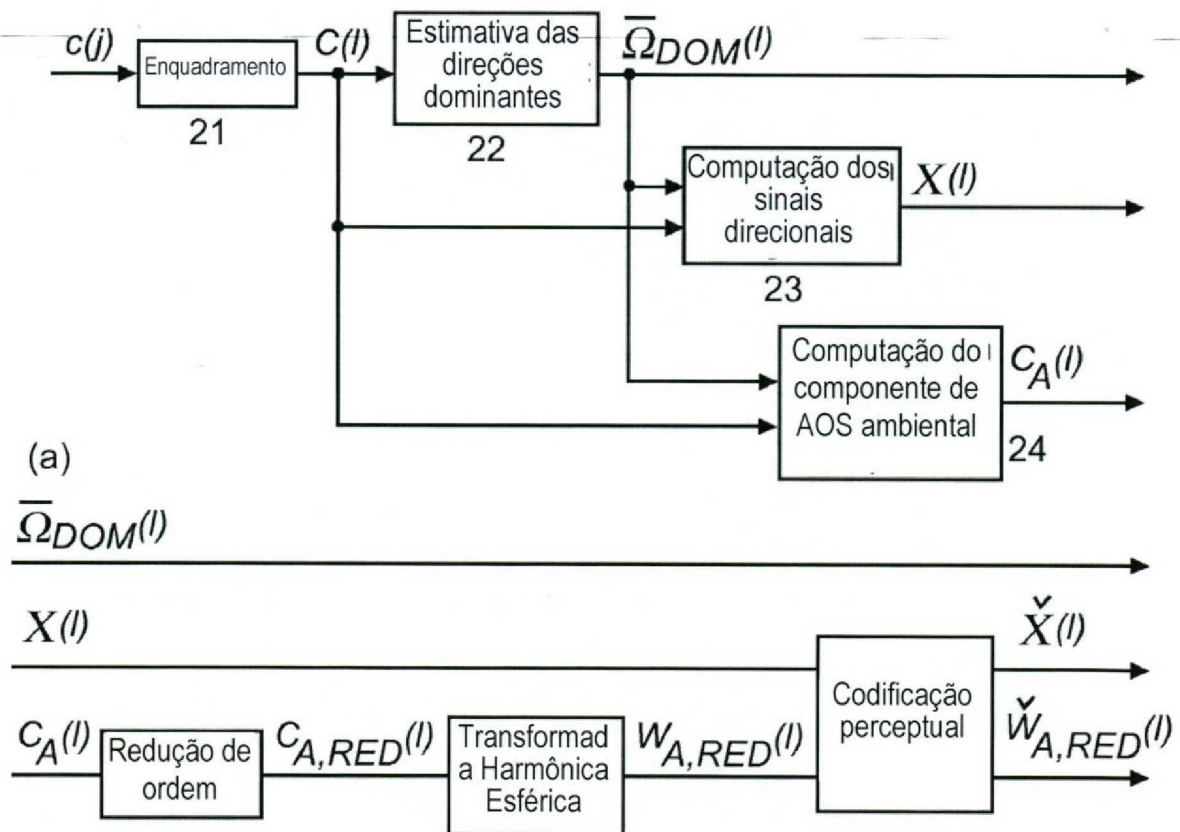 c(j)
Enquadramento
21
C(l)
Estimativa das
direções
dominantes
22
Ω̅DOM(l)
Computação dos
sinais
direcionais
23
X(l)
Computação do
componente de
AOS ambiental
24
CA(l)
(a)
Ω̅DOM(l)
X(l)
CA(l)
Redução de
ordem
CA,RED(l)
Transformad
a Harmônica
Esférica
WA,RED(l)
Codificação
perceptual
X̌(l)
W̌A,RED(l)